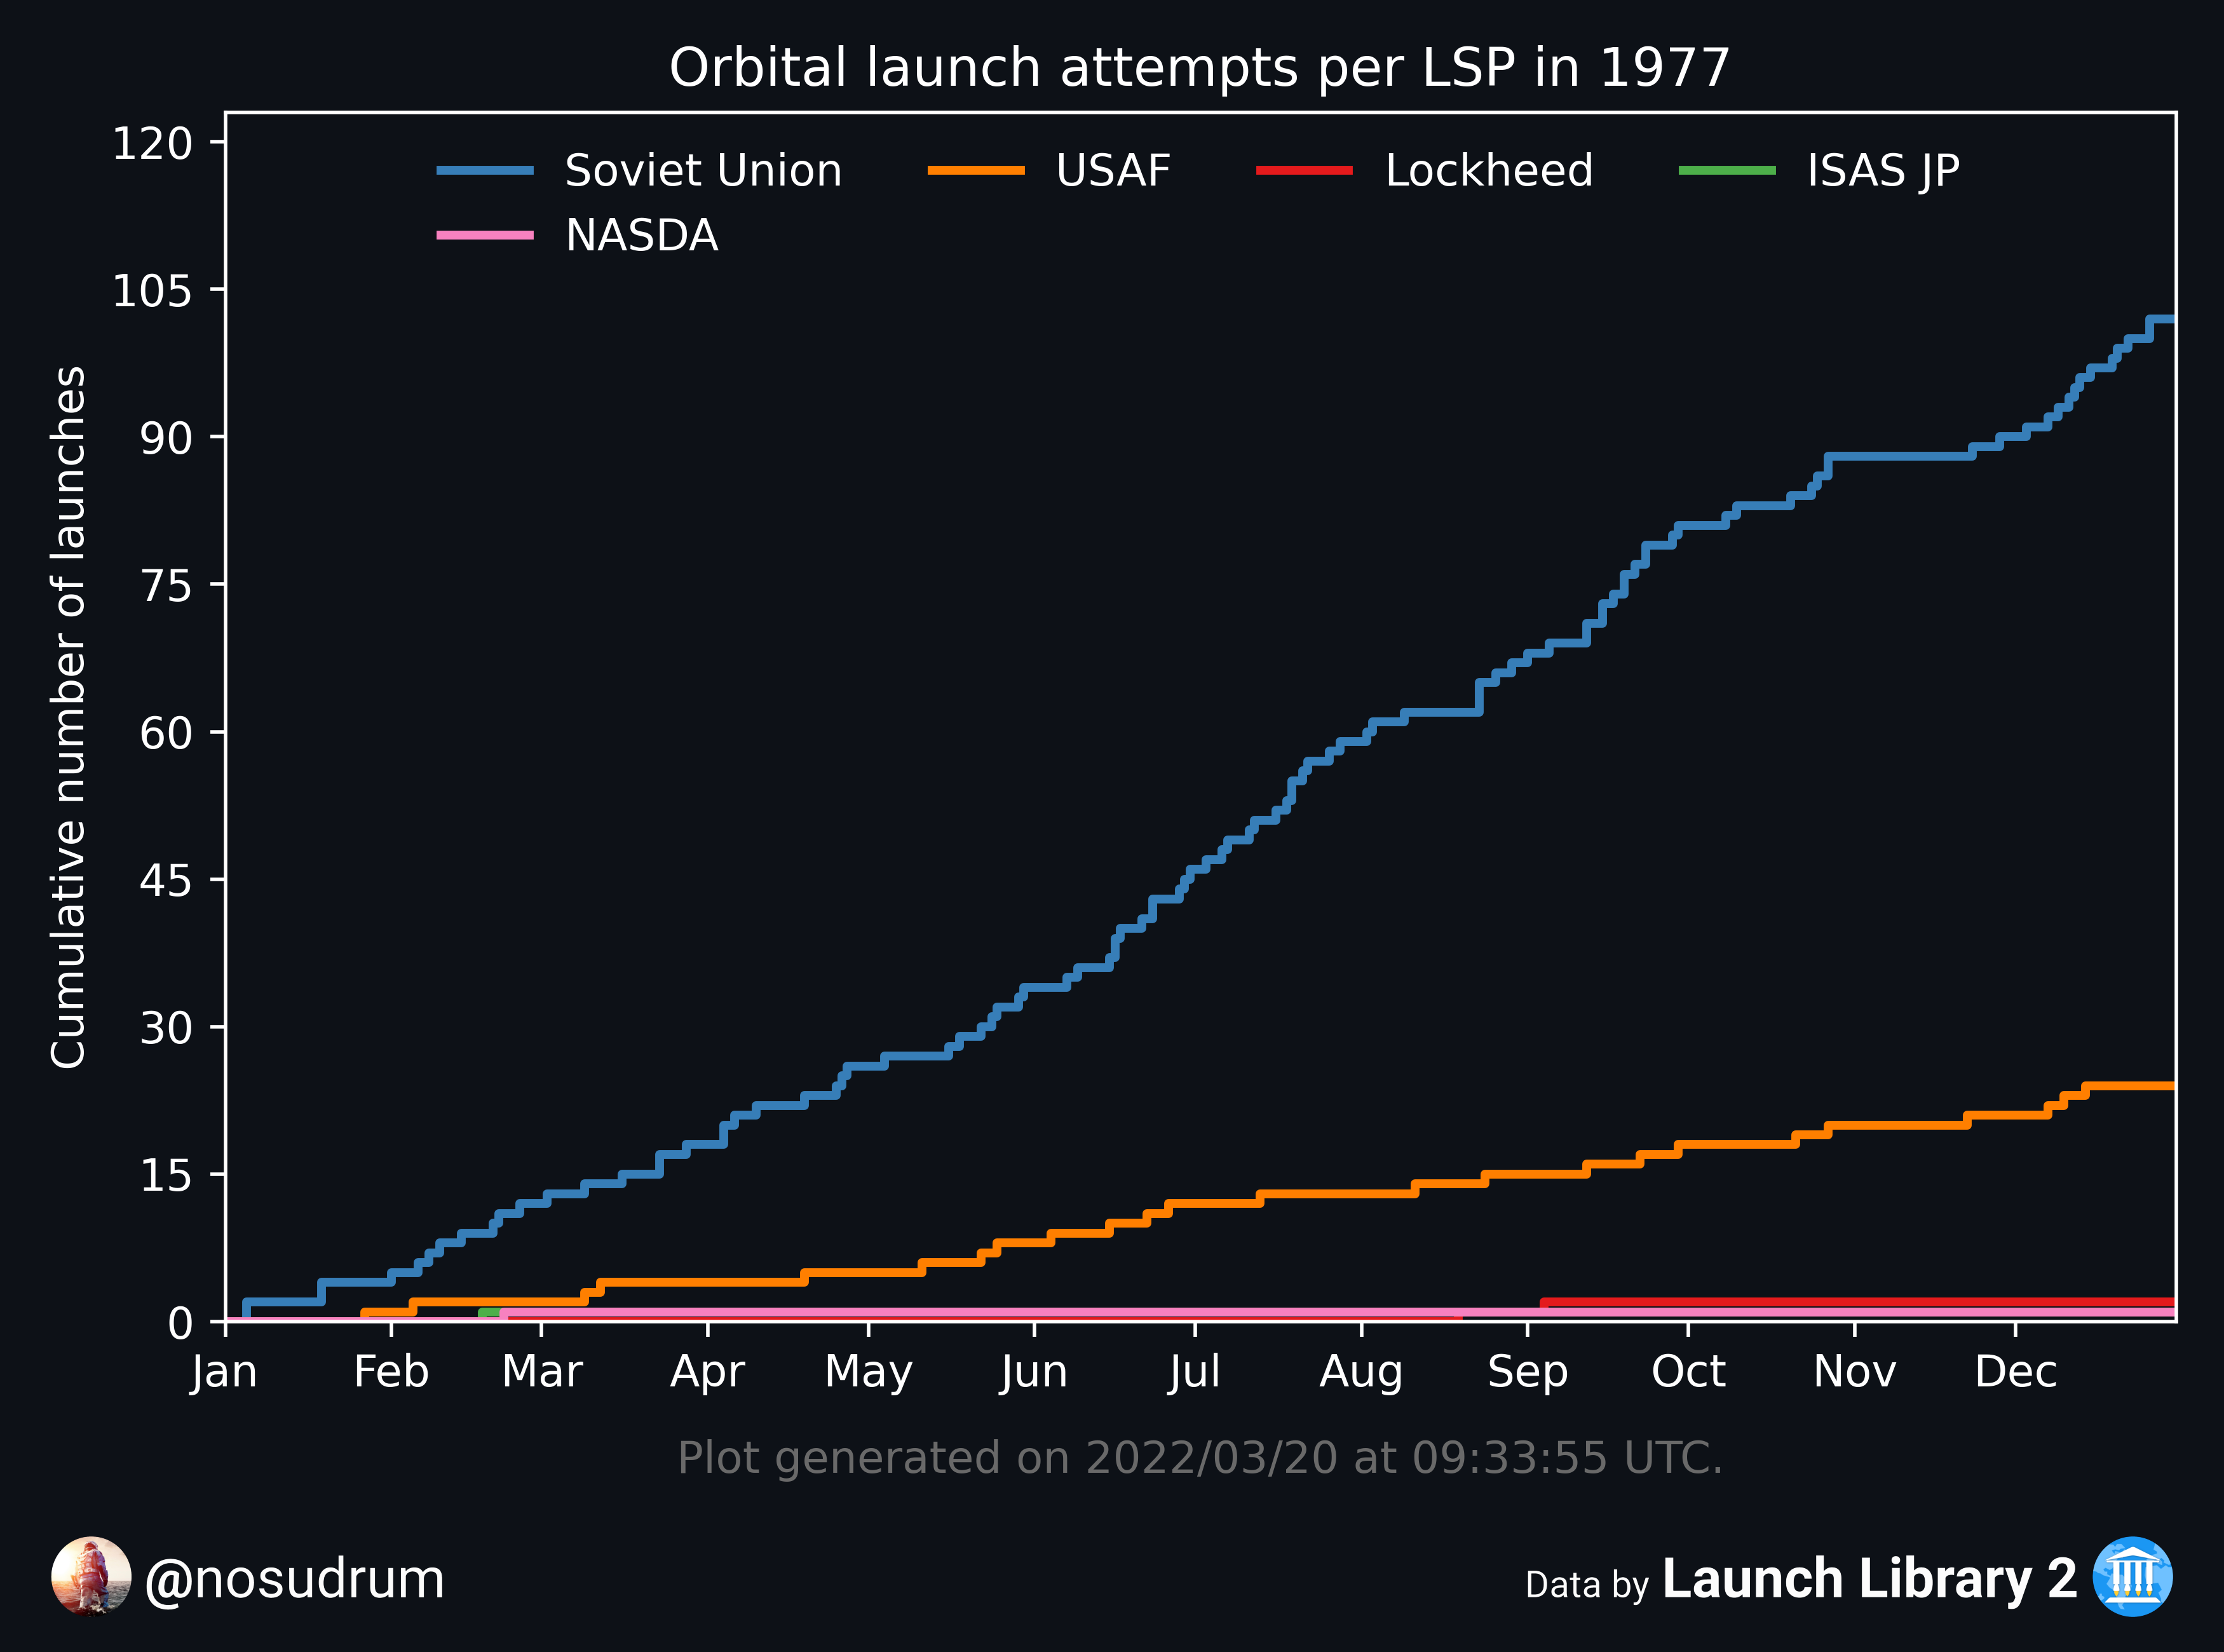 Orbital launch attempts per LSP in 1977
120
105
90
75
60
45
30
15
0
Cumulative number of launches
Soviet Union
USAF
Lockheed
ISAS JP
NASDA
Jan Feb Mar Apr May Jun Jul Aug Sep Oct Nov Dec
Plot generated on 2022/03/20 at 09:33:55 UTC.
@nosudrum
Data by Launch Library 2